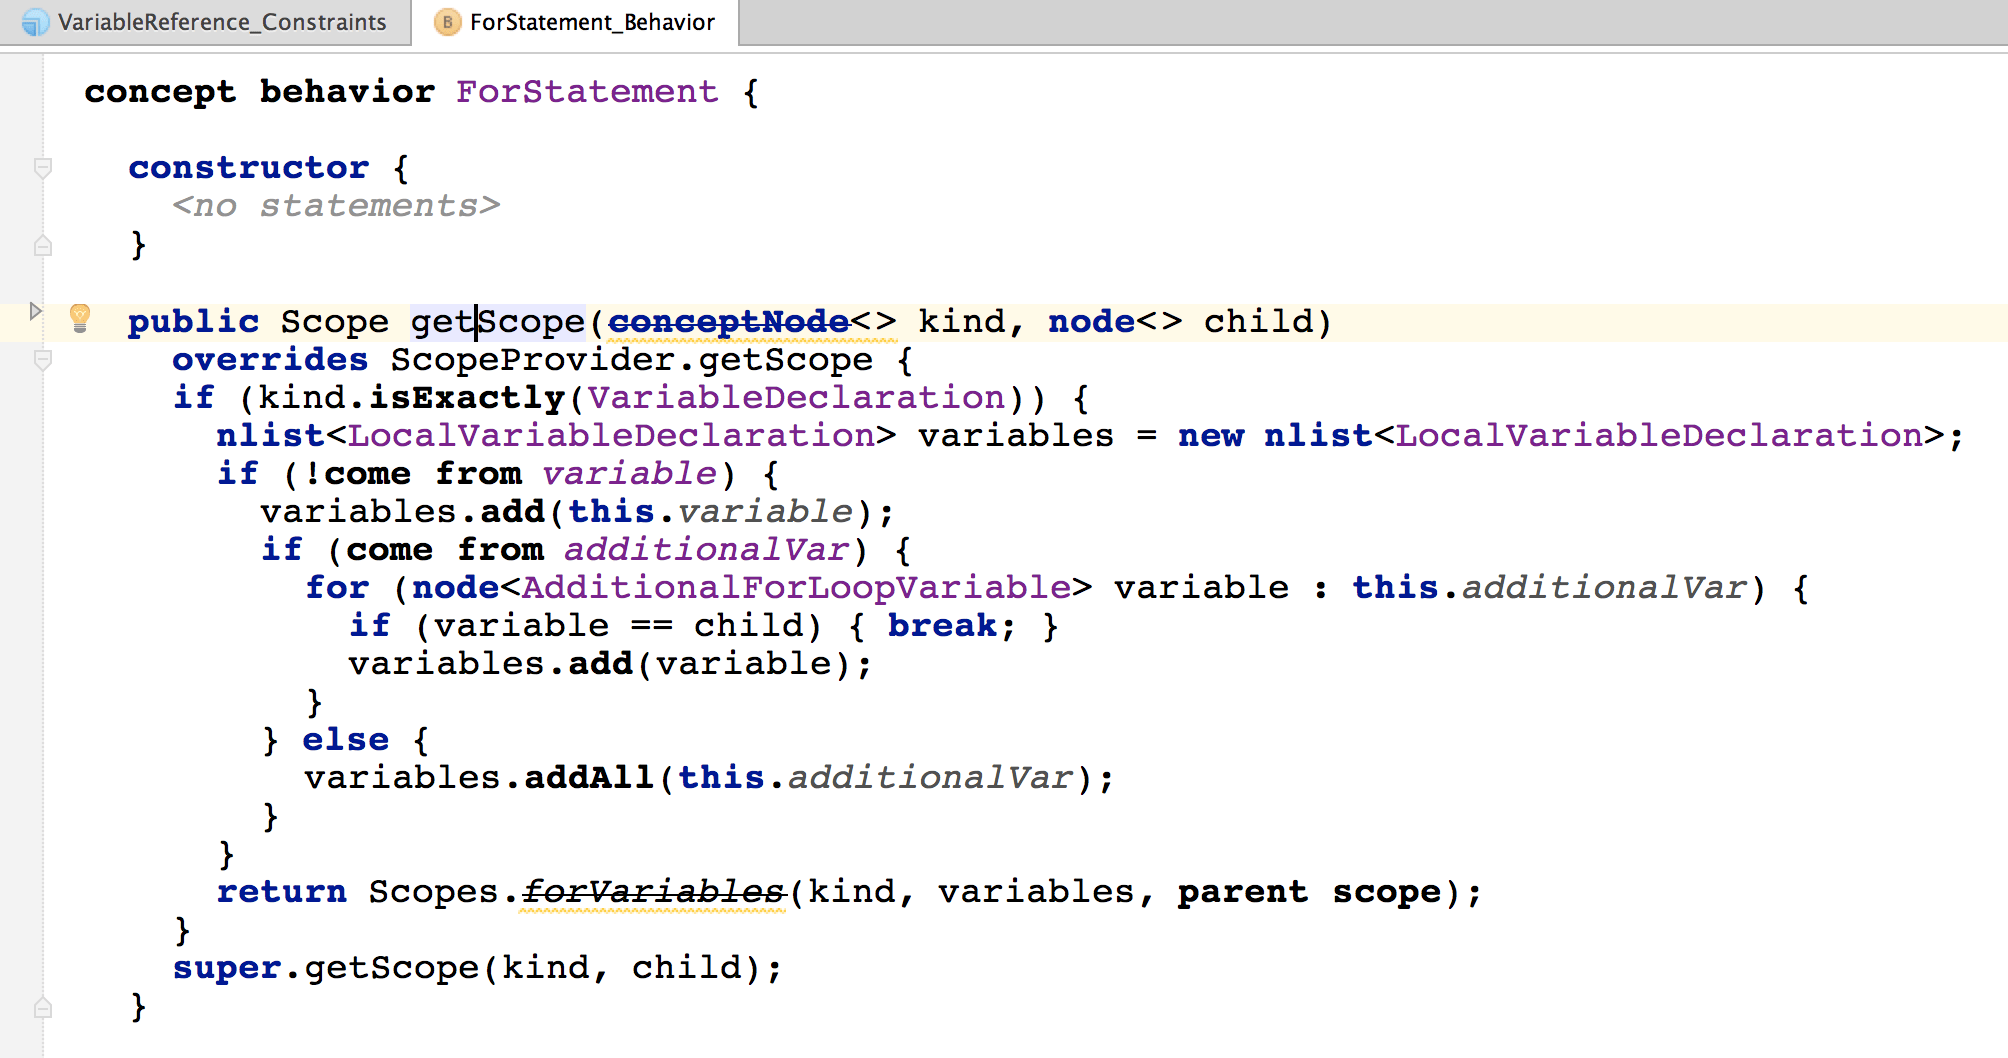 VariableReference_Constraints
B ForStatement_Behavior
concept behavior ForStatement {
constructor {
<no statements>
}
public Scope getScope(conceptNode<> kind, node<> child)
overrides ScopeProvider.getScope {
if (kind.isExactly(VariableDeclaration)) {
nlist<LocalVariableDeclaration> variables = new nlist<LocalVariableDeclaration>;
if (!come from variable) {
variables.add(this.variable);
if (come from additionalVar) {
for (node<AdditionalForLoopVariable> variable : this.additionalVar) {
if (variable == child) { break; }
variables.add(variable);
}
} else {
variables.addAll(this.additionalVar);
}
}
return Scopes.forVariables(kind, variables, parent scope);
}
super.getScope(kind, child);
}